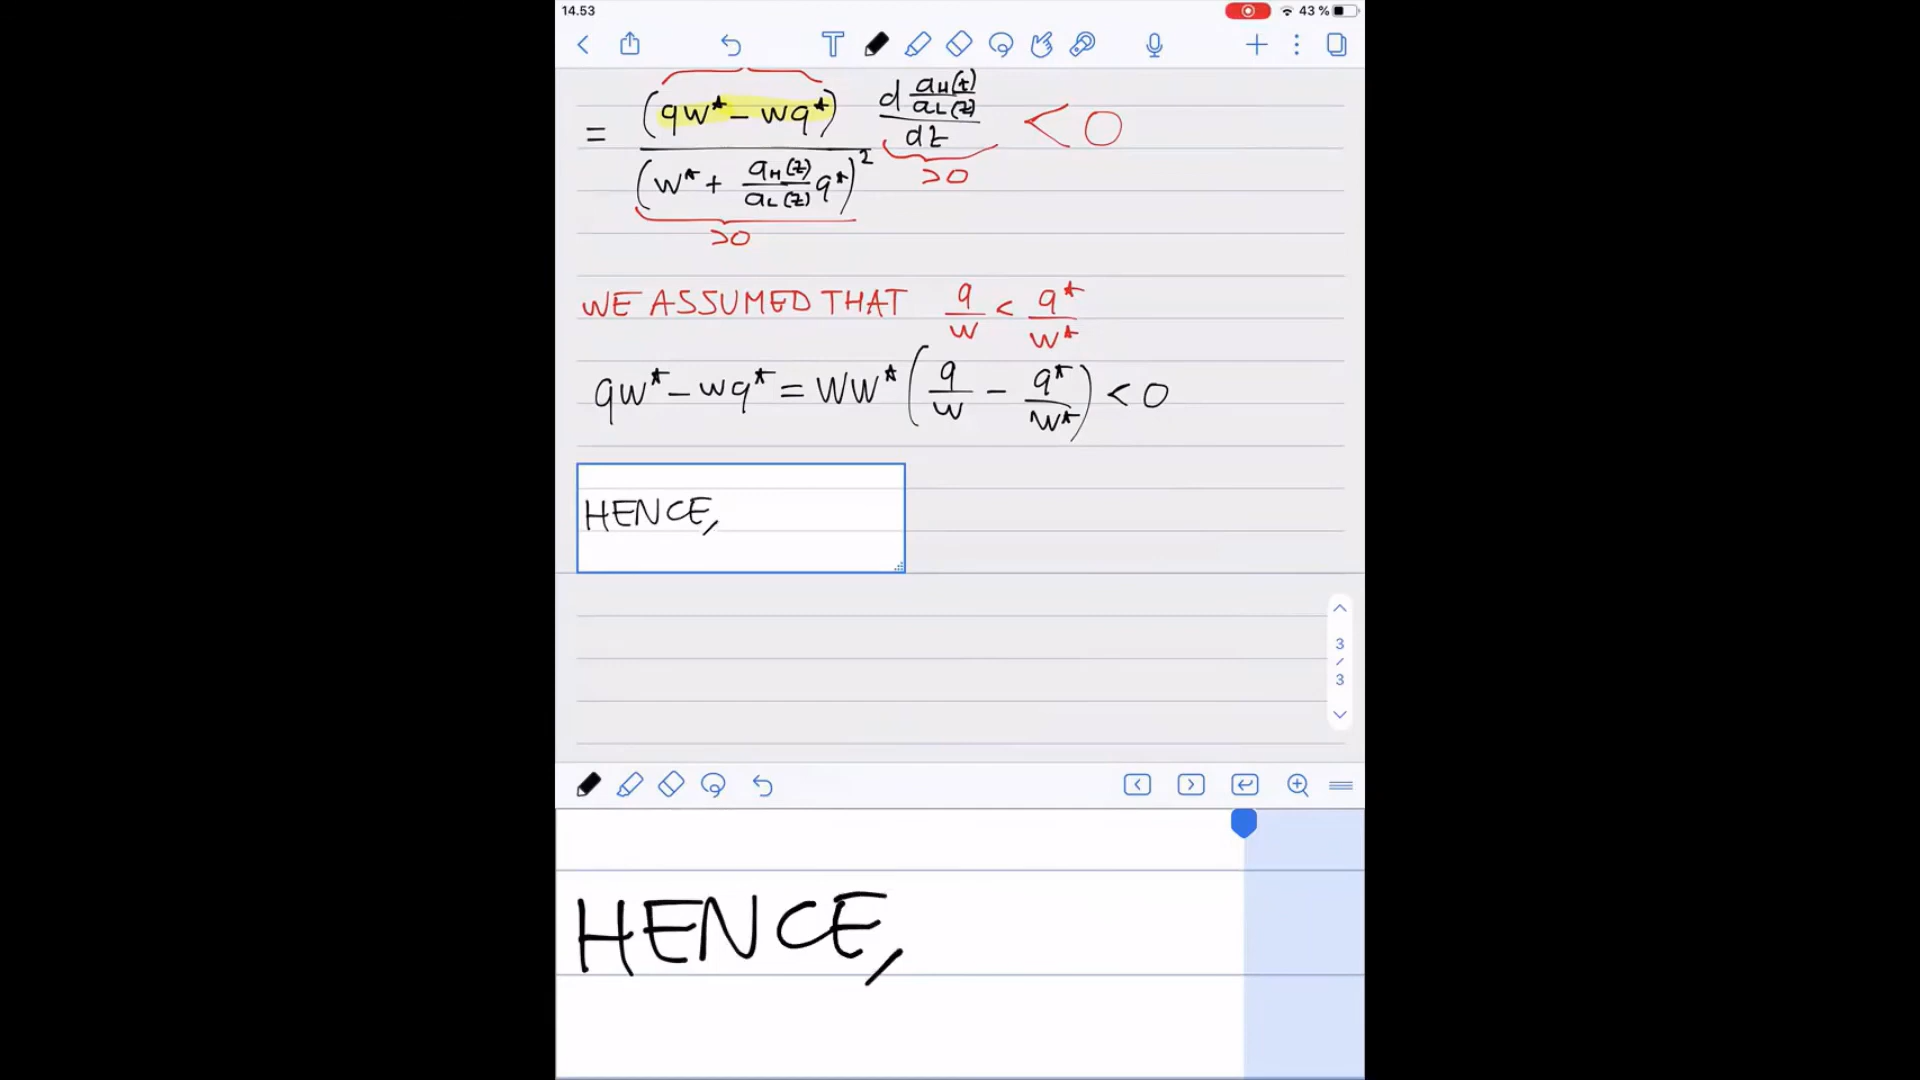 14.53
43 %
T
= (qw* - wq*) / (w* + a_H(z)/a_L(z) q*)² d a_H(z)/a_L(z) / dz < 0
>0
>0
WE ASSUMED THAT q/w < q*/w*
qw* - wq* = WW* (q/w - q*/w*) < 0
HENCE,
3
/
3
HENCE,